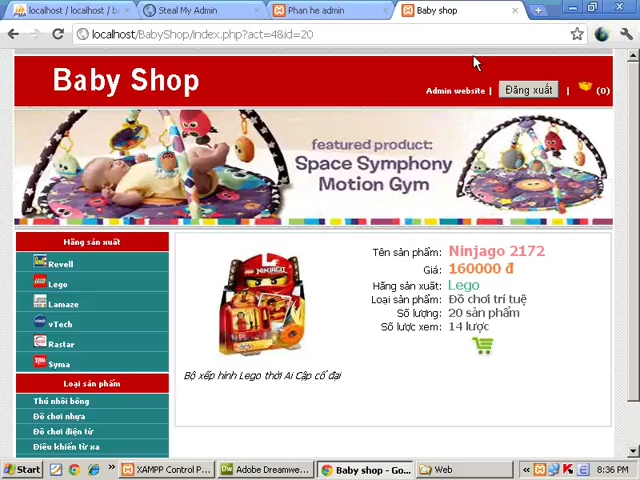 localhost / localhost / b
Steal My Admin
Phan he admin
Baby shop
localhost/BabyShop/index.php?act=4&id=20
Baby Shop
Admin website | Đăng xuất | (0)
featured product:
Space Symphony
Motion Gym
Hãng sản xuất
Revell
Lego
Lamaze
vTech
Rastar
Syma
Loại sản phẩm
Thú nhồi bông
Đồ chơi nhựa
Đồ chơi điện tử
Điều khiển từ xa
NINJAGO
Tên sản phẩm: Ninjago 2172
Giá: 160000 đ
Hãng sản xuất: Lego
Loại sản phẩm: Đồ chơi trí tuệ
Số lượng: 20 sản phẩm
Số lược xem: 14 lược
Bộ xếp hình Lego thời Ai Cập cổ đại
Start
XAMPP Control P...
Adobe Dreamwe...
Baby shop - Go...
Web
8:36 PM